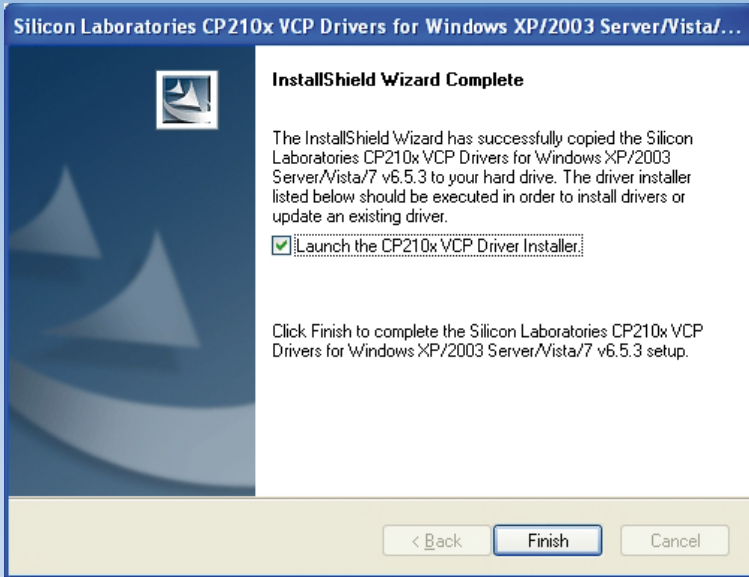 Silicon Laboratories CP210x VCP Drivers for Windows XP/2003 Server/Vista/...
InstallShield Wizard Complete
The InstallShield Wizard has successfully copied the Silicon
Laboratories CP210x VCP Drivers for Windows XP/2003
Server/Vista/7 v6.5.3 to your hard drive. The driver installer
listed below should be executed in order to install drivers or
update an existing driver.
Launch the CP210x VCP Driver Installer.
Click Finish to complete the Silicon Laboratories CP210x VCP
Drivers for Windows XP/2003 Server/Vista/7 v6.5.3 setup.
< Back Finish Cancel